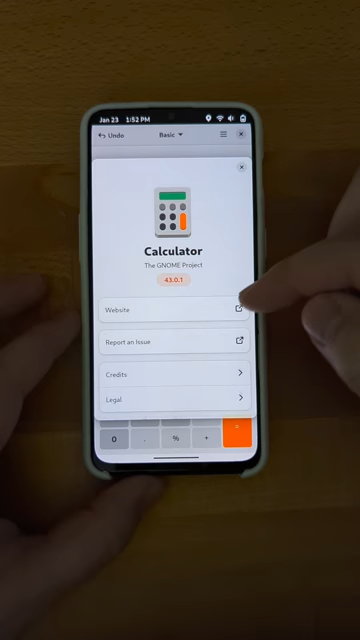 Jan 23 1:52 PM
Undo Basic
Calculator
The GNOME Project
43.0.1
Website
Report an Issue
Credits
Legal
0 . % + =